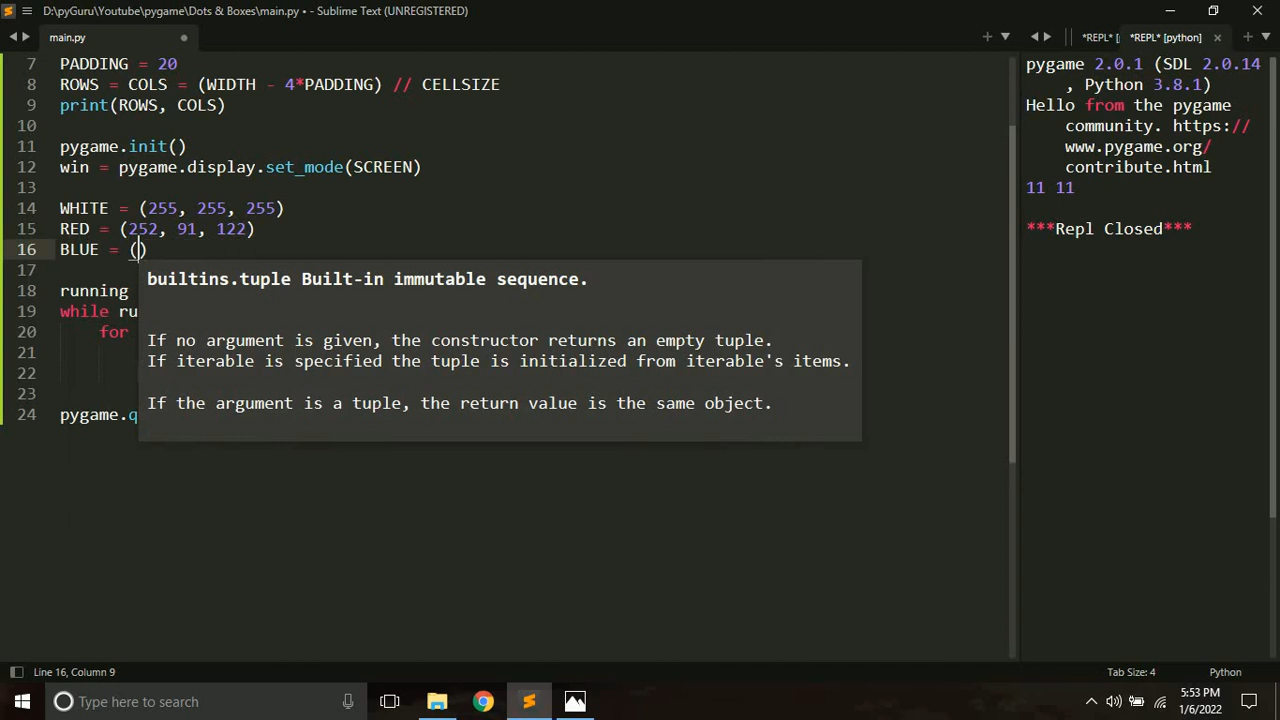 D:\pyGuru\Youtube\pygame\Dots & Boxes\main.py • - Sublime Text (UNREGISTERED)
main.py
*REPL* [
*REPL* [python]
7 PADDING = 20
8 ROWS = COLS = (WIDTH - 4*PADDING) // CELLSIZE
9 print(ROWS, COLS)
10
11 pygame.init()
12 win = pygame.display.set_mode(SCREEN)
13
14 WHITE = (255, 255, 255)
15 RED = (252, 91, 122)
16 BLUE = ()
17
18 running
19 while ru
20 for
21
22
23
24 pygame.q
builtins.tuple Built-in immutable sequence.
If no argument is given, the constructor returns an empty tuple.
If iterable is specified the tuple is initialized from iterable's items.
If the argument is a tuple, the return value is the same object.
pygame 2.0.1 (SDL 2.0.14
, Python 3.8.1)
Hello from the pygame
community. https://
www.pygame.org/
contribute.html
11 11
***Repl Closed***
Line 16, Column 9
Tab Size: 4
Python
Type here to search
5:53 PM
1/6/2022